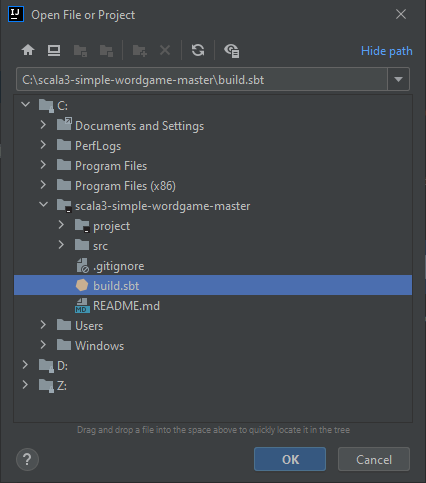 IJ Open File or Project
Hide path
C:\scala3-simple-wordgame-master\build.sbt
C:
Documents and Settings
PerfLogs
Program Files
Program Files (x86)
scala3-simple-wordgame-master
project
src
.gitignore
build.sbt
MD README.md
Users
Windows
D:
Z:
Drag and drop a file into the space above to quickly locate it in the tree
? OK Cancel